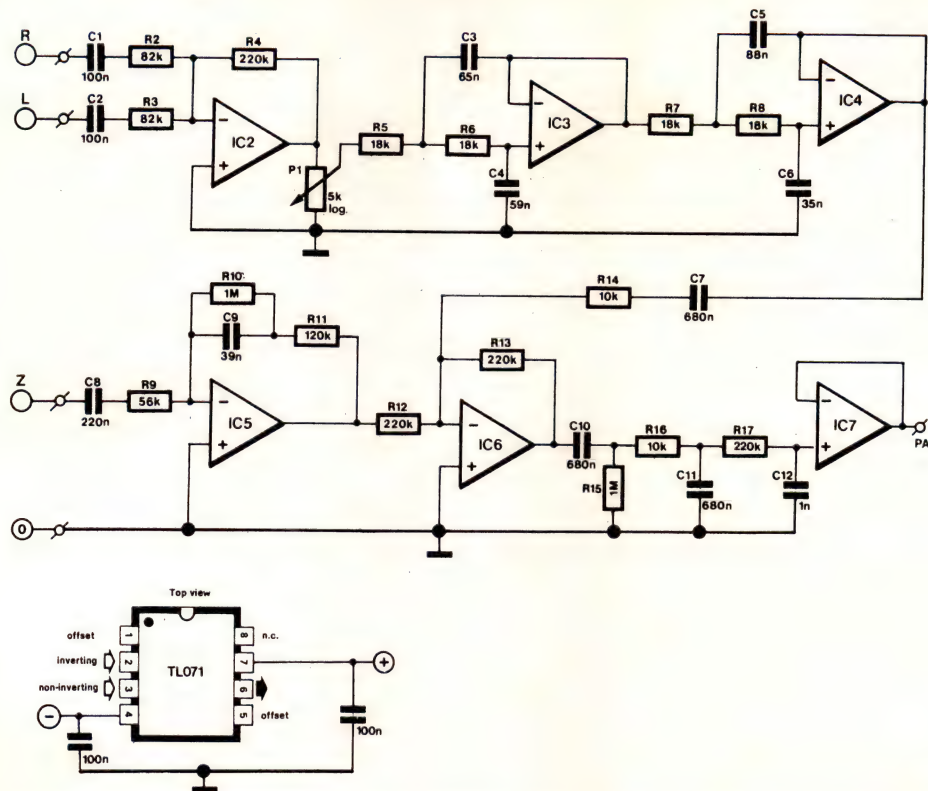 R
C1
100n
R2
82k
R4
220k
L
C2
100n
R3
82k
−
+
IC2
P1
5k
log.
R5
18k
C3
65n
R6
18k
C4
59n
−
+
IC3
R7
18k
C5
88n
R8
18k
−
+
IC4
C6
35n
R14
10k
C7
680n
R10
1M
C9
39n
R11
120k
Z
C8
220n
R9
56k
−
+
IC5
R12
220k
R13
220k
−
+
IC6
C10
680n
R15
1M
R16
10k
C11
680n
R17
220k
C12
1n
−
+
IC7
PA
0
Top view
offset
1
8
n.c.
inverting
2
7
+
TL071
non-inverting
3
6
−
4
5
offset
100n
100n